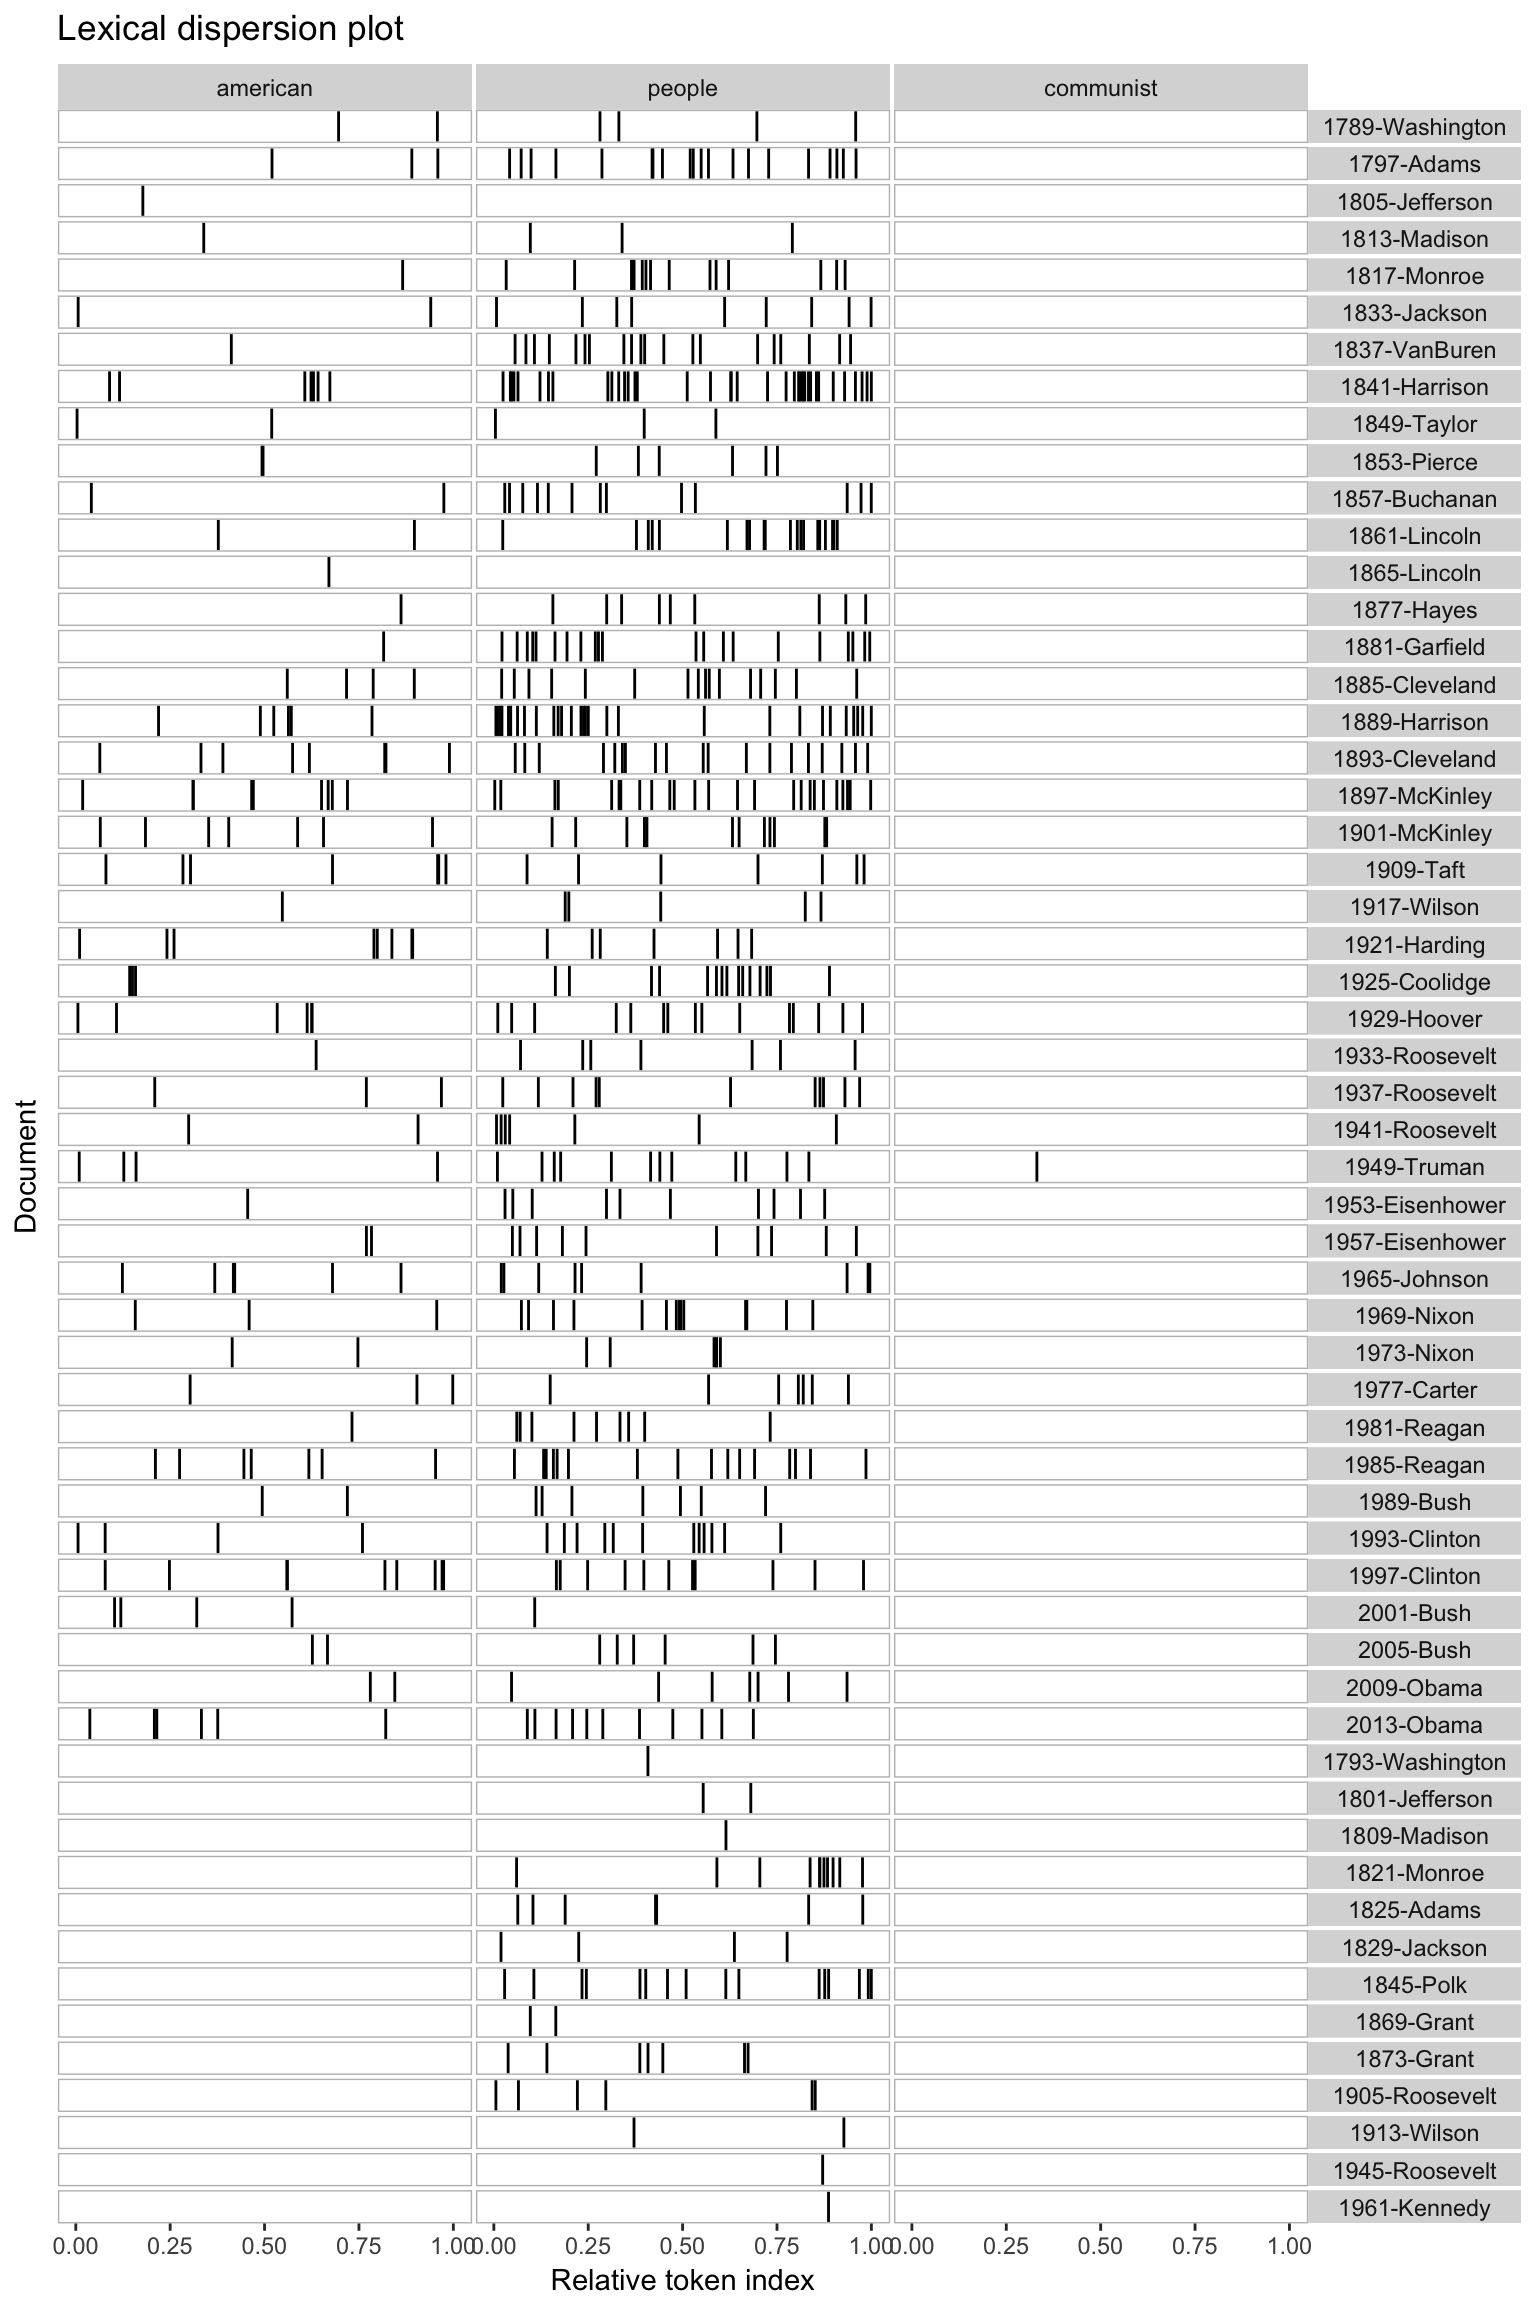 Lexical dispersion plot
american people communist
1789-Washington
1797-Adams
1805-Jefferson
1813-Madison
1817-Monroe
1833-Jackson
1837-VanBuren
1841-Harrison
1849-Taylor
1853-Pierce
1857-Buchanan
1861-Lincoln
1865-Lincoln
1877-Hayes
1881-Garfield
1885-Cleveland
1889-Harrison
1893-Cleveland
1897-McKinley
1901-McKinley
1909-Taft
1917-Wilson
1921-Harding
1925-Coolidge
1929-Hoover
1933-Roosevelt
1937-Roosevelt
1941-Roosevelt
1949-Truman
1953-Eisenhower
1957-Eisenhower
1965-Johnson
1969-Nixon
1973-Nixon
1977-Carter
1981-Reagan
1985-Reagan
1989-Bush
1993-Clinton
1997-Clinton
2001-Bush
2005-Bush
2009-Obama
2013-Obama
1793-Washington
1801-Jefferson
1809-Madison
1821-Monroe
1825-Adams
1829-Jackson
1845-Polk
1869-Grant
1873-Grant
1905-Roosevelt
1913-Wilson
1945-Roosevelt
1961-Kennedy
Document
0.00 0.25 0.50 0.75 1.00 0.00 0.25 0.50 0.75 1.00 0.00 0.25 0.50 0.75 1.00
Relative token index